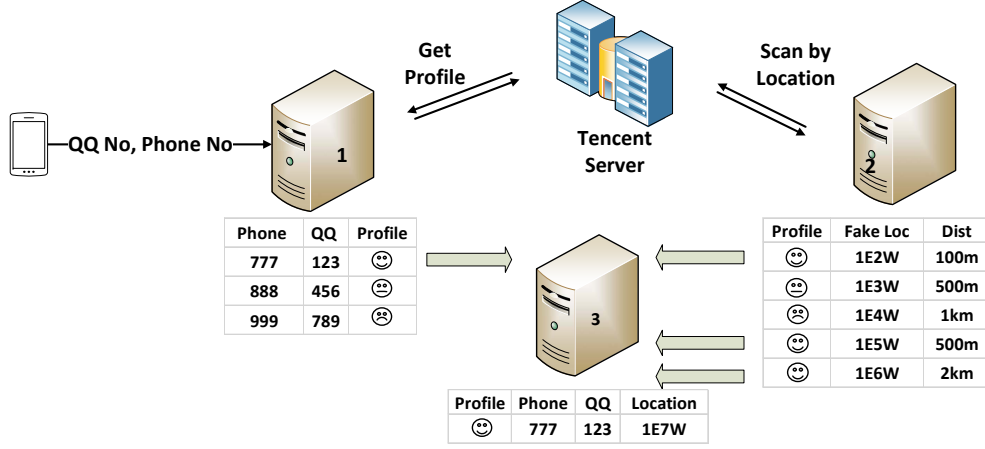 Get
Profile
Scan by
Location
QQ No, Phone No
1
Tencent
Server
2
Phone QQ Profile
777 123
888 456
999 789
3
Profile Fake Loc Dist
1E2W 100m
1E3W 500m
1E4W 1km
1E5W 500m
1E6W 2km
Profile Phone QQ Location
777 123 1E7W